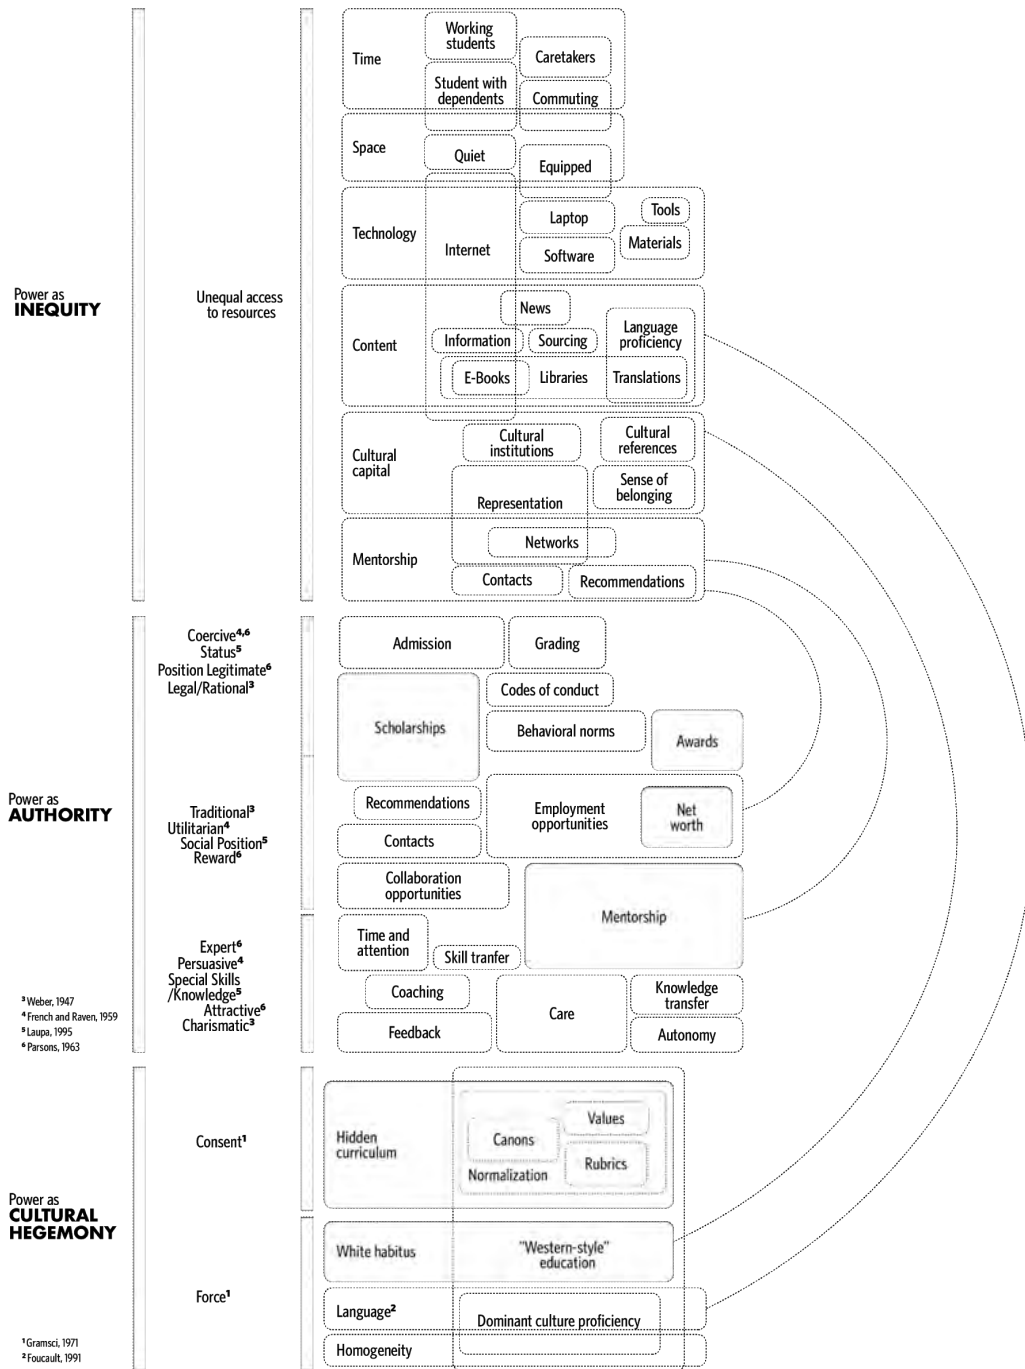 Power as
INEQUITY
Unequal access
to resources
Time
Working
students
Caretakers
Student with
dependents
Commuting
Space
Quiet
Equipped
Technology
Internet
Laptop
Tools
Software
Materials
Content
News
Information
Sourcing
Language
proficiency
E-Books
Libraries
Translations
Cultural
capital
Cultural
institutions
Cultural
references
Representation
Sense of
belonging
Mentorship
Networks
Contacts
Recommendations
Power as
AUTHORITY
Coercive⁴,⁶
Status⁵
Position Legitimate⁶
Legal/Rational³
Admission
Grading
Scholarships
Codes of conduct
Behavioral norms
Awards
Traditional³
Utilitarian⁴
Social Position⁵
Reward⁶
Recommendations
Contacts
Employment
opportunities
Net
worth
Collaboration
opportunities
Mentorship
Expert⁶
Persuasive⁴
Special Skills
/Knowledge⁵
Attractive⁶
Charismatic³
Time and
attention
Skill tranfer
Coaching
Care
Knowledge
transfer
Feedback
Autonomy
³ Weber, 1947
⁴ French and Raven, 1959
⁵ Laupa, 1995
⁶ Parsons, 1963
Power as
CULTURAL
HEGEMONY
Consent¹
Hidden
curriculum
Values
Canons
Rubrics
Normalization
Force¹
White habitus
"Western-style"
education
Language²
Dominant culture proficiency
Homogeneity
¹ Gramsci, 1971
² Foucault, 1991